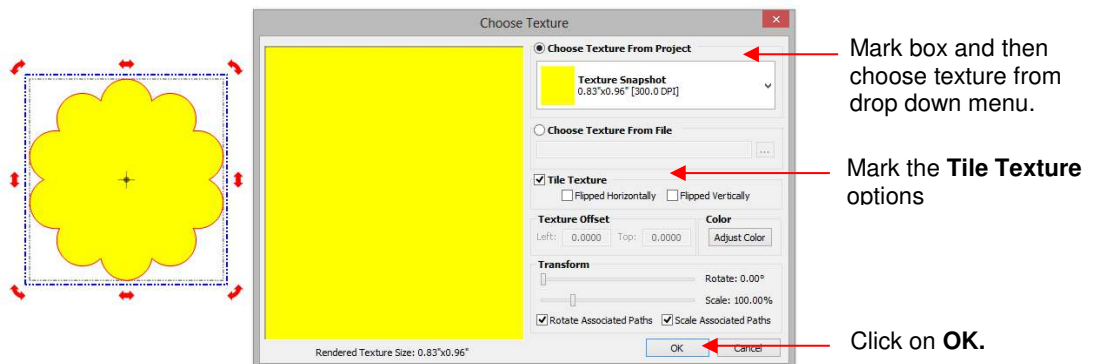 Choose Texture
Choose Texture From Project
Texture Snapshot
0.83"x0.96" [300.0 DPI]
Choose Texture From File
...
Tile Texture
Flipped Horizontally Flipped Vertically
Texture Offset Color
Left: 0.0000 Top: 0.0000 Adjust Color
Transform
Rotate: 0.00°
Scale: 100.00%
Rotate Associated Paths Scale Associated Paths
Rendered Texture Size: 0.83"x0.96"
OK Cancel
Mark box and then
choose texture from
drop down menu.
Mark the Tile Texture
options
Click on OK.